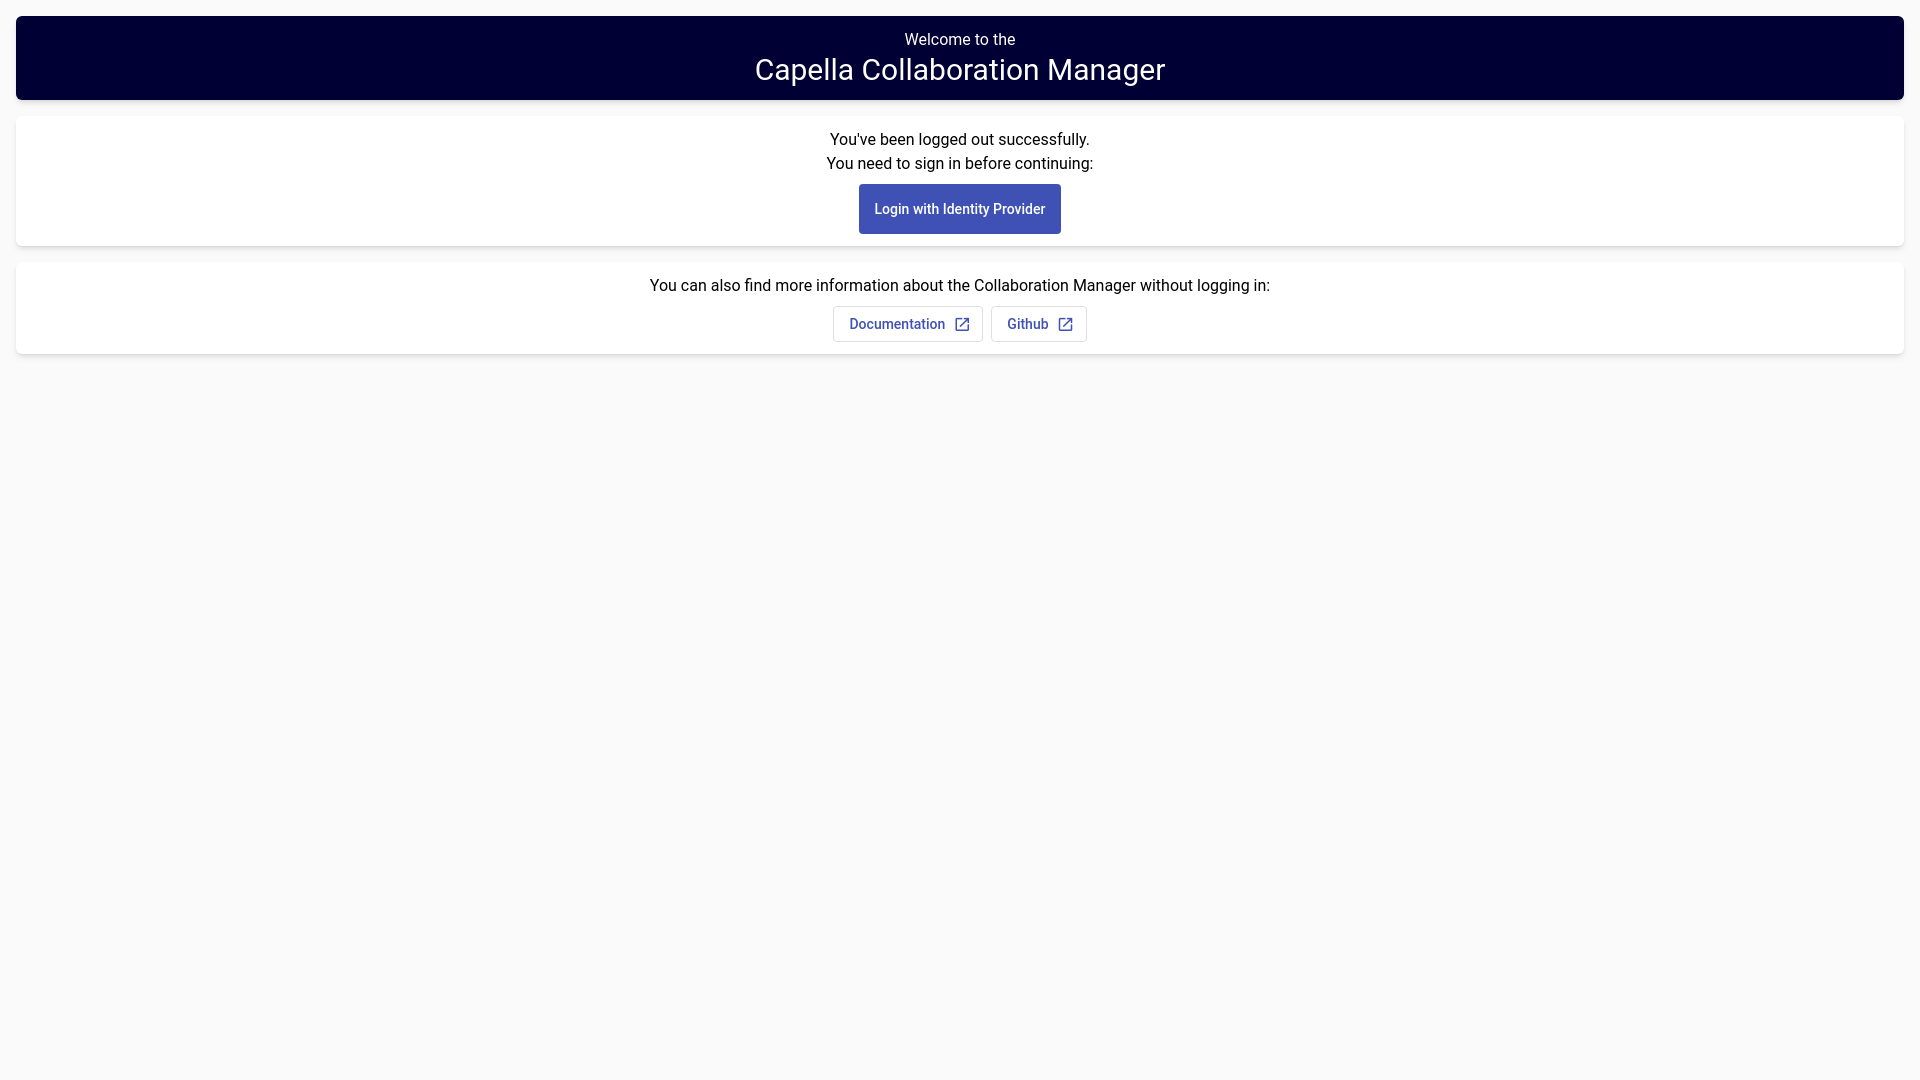 Welcome to the
Capella Collaboration Manager
You've been logged out successfully.
You need to sign in before continuing:
Login with Identity Provider
You can also find more information about the Collaboration Manager without logging in:
Documentation
Github